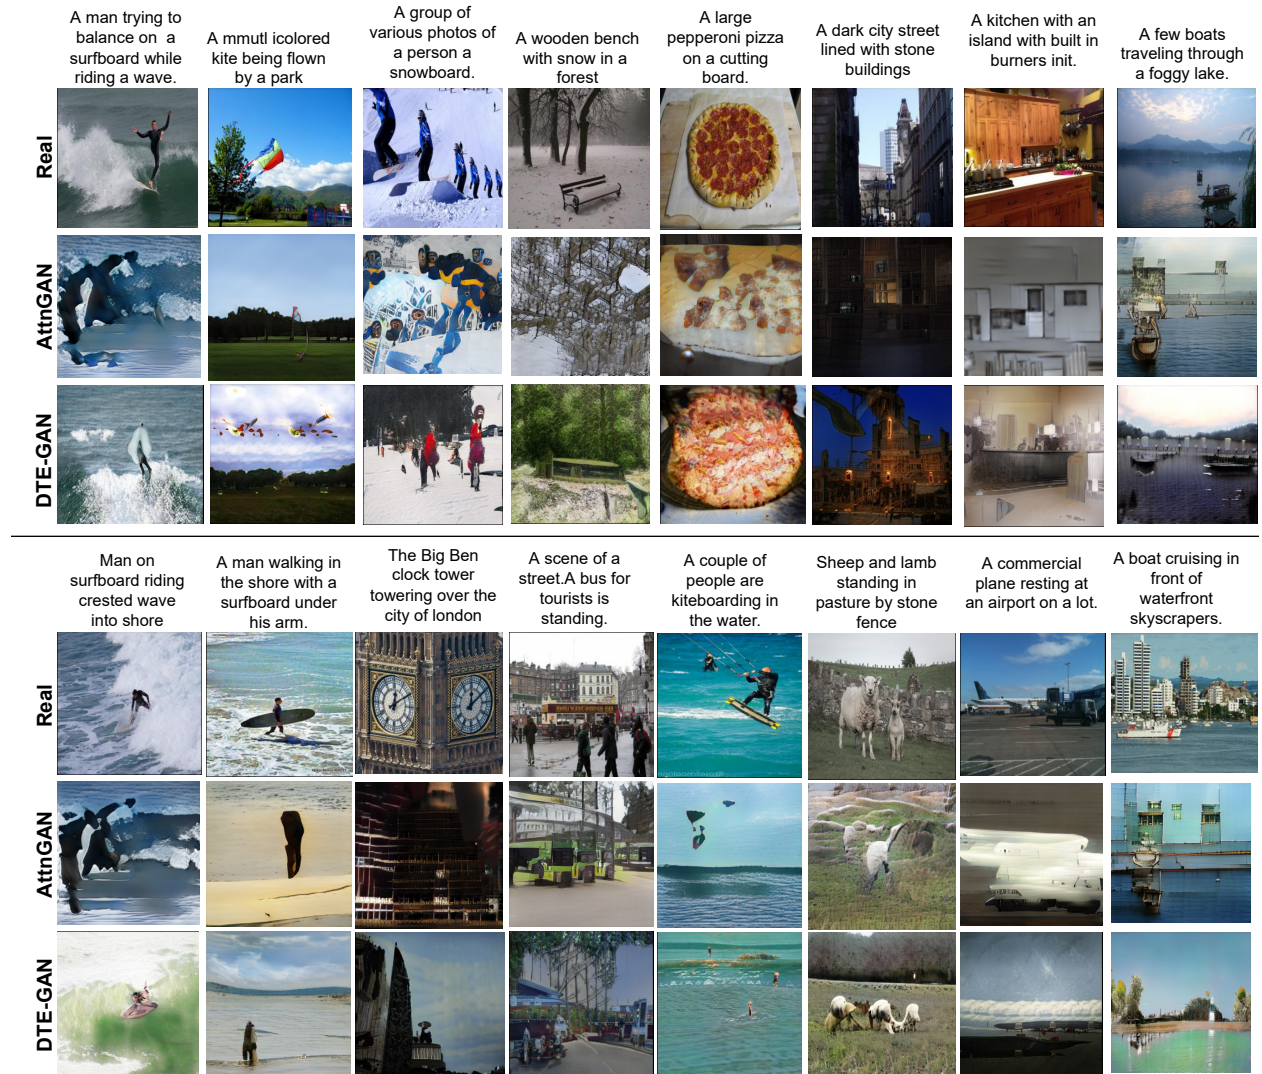 A man trying to
balance on  a
surfboard while
riding a wave.
A mmutl icolored
kite being flown
by a park
A group of
various photos of
a person a
snowboard.
A wooden bench
with snow in a
forest
A large
pepperoni pizza
on a cutting
board.
A dark city street
lined with stone
buildings
A kitchen with an
island with built in
burners init.
A few boats
traveling through
a foggy lake.
Real
AttnGAN
DTE-GAN
Man on
surfboard riding
crested wave
into shore
A man walking in
the shore with a
surfboard under
his arm.
The Big Ben
clock tower
towering over the
city of london
A scene of a
street.A bus for
tourists is
standing.
A couple of
people are
kiteboarding in
the water.
Sheep and lamb
standing in
pasture by stone
fence
A commercial
plane resting at
an airport on a lot.
A boat cruising in
front of
waterfront
skyscrapers.
Real
AttnGAN
DTE-GAN